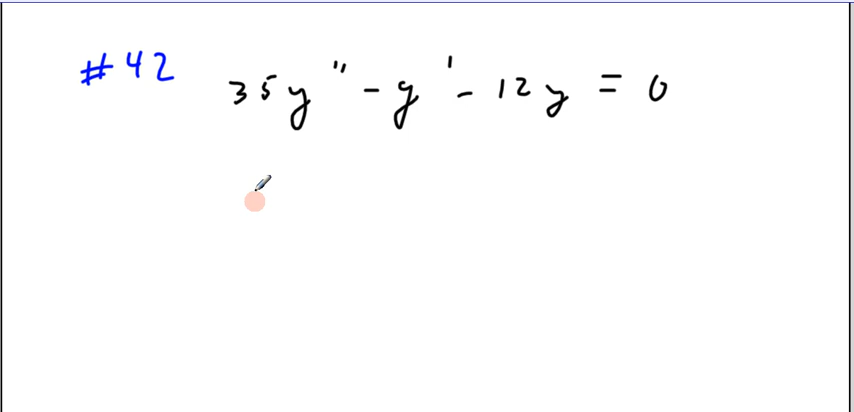 #42 35y'' - y' - 12y = 0